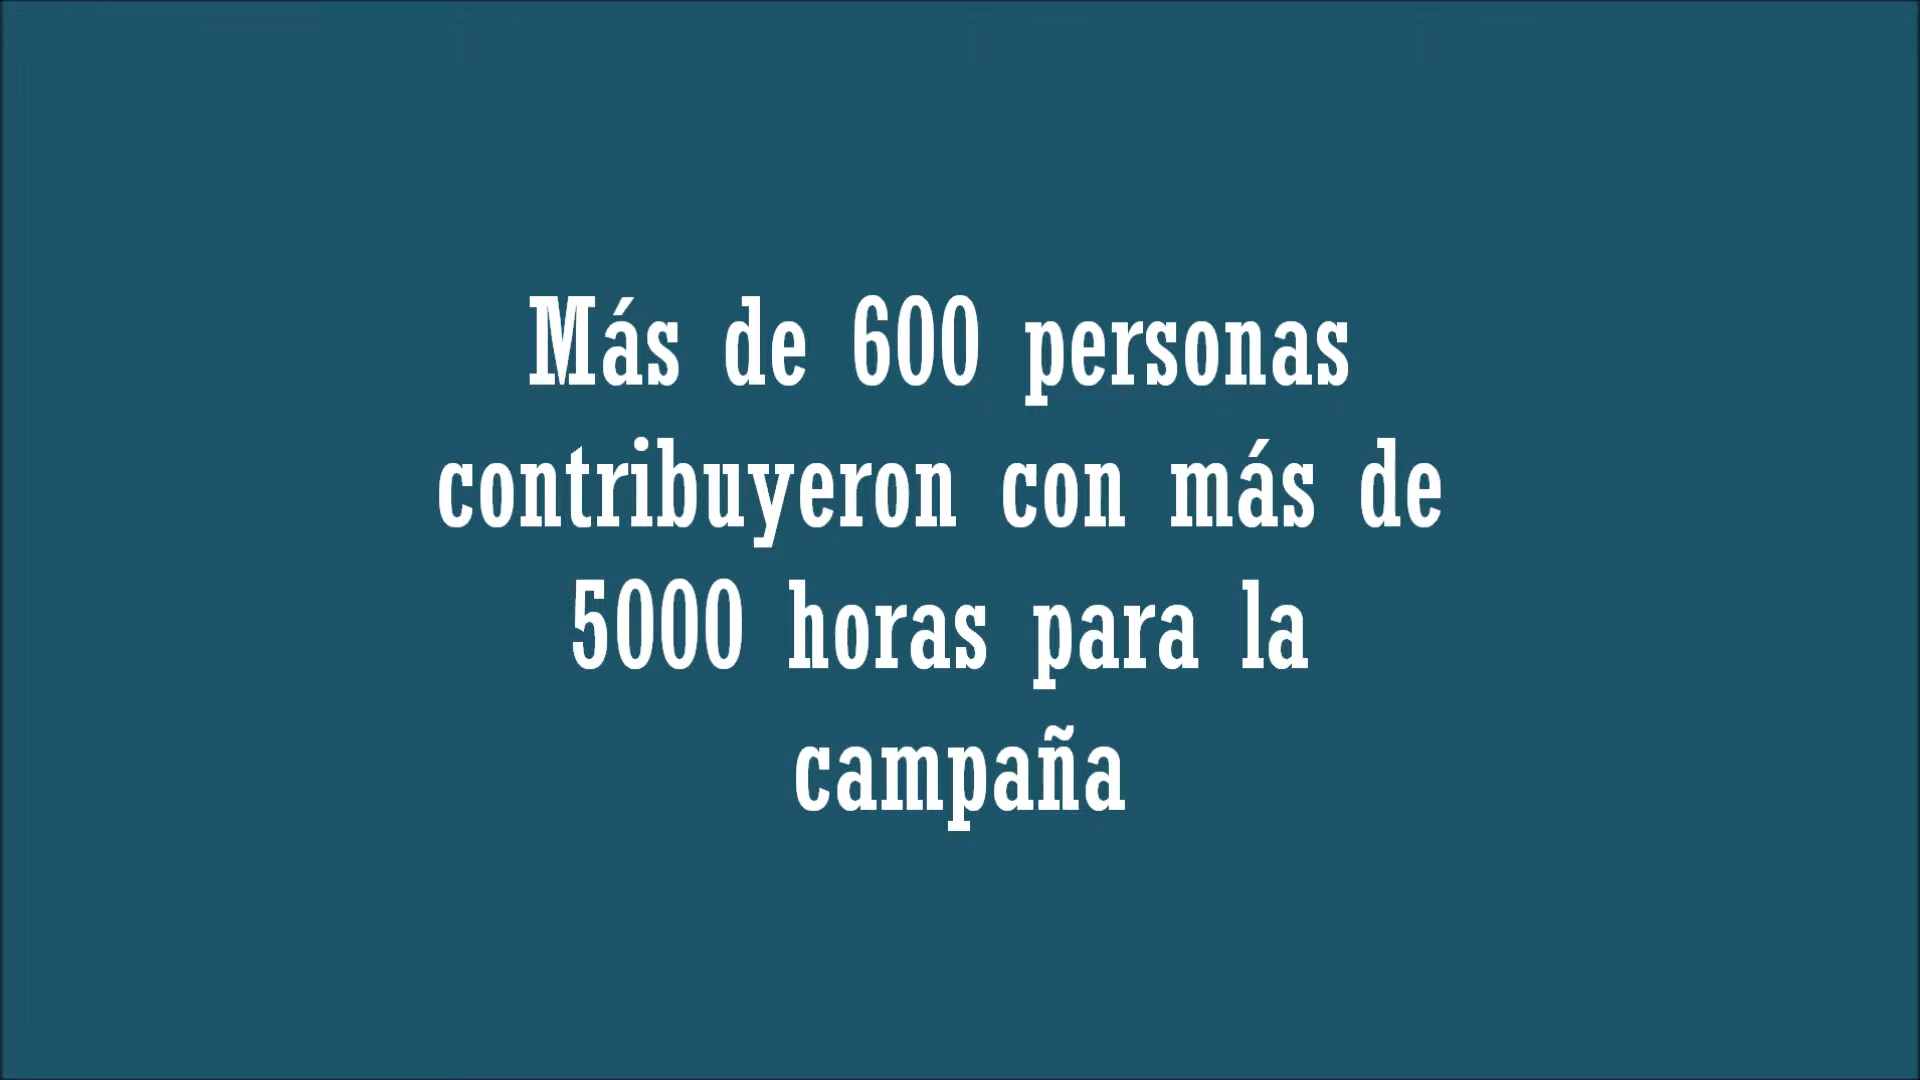 Más de 600 personas
contribuyeron con más de
5000 horas para la
campaña